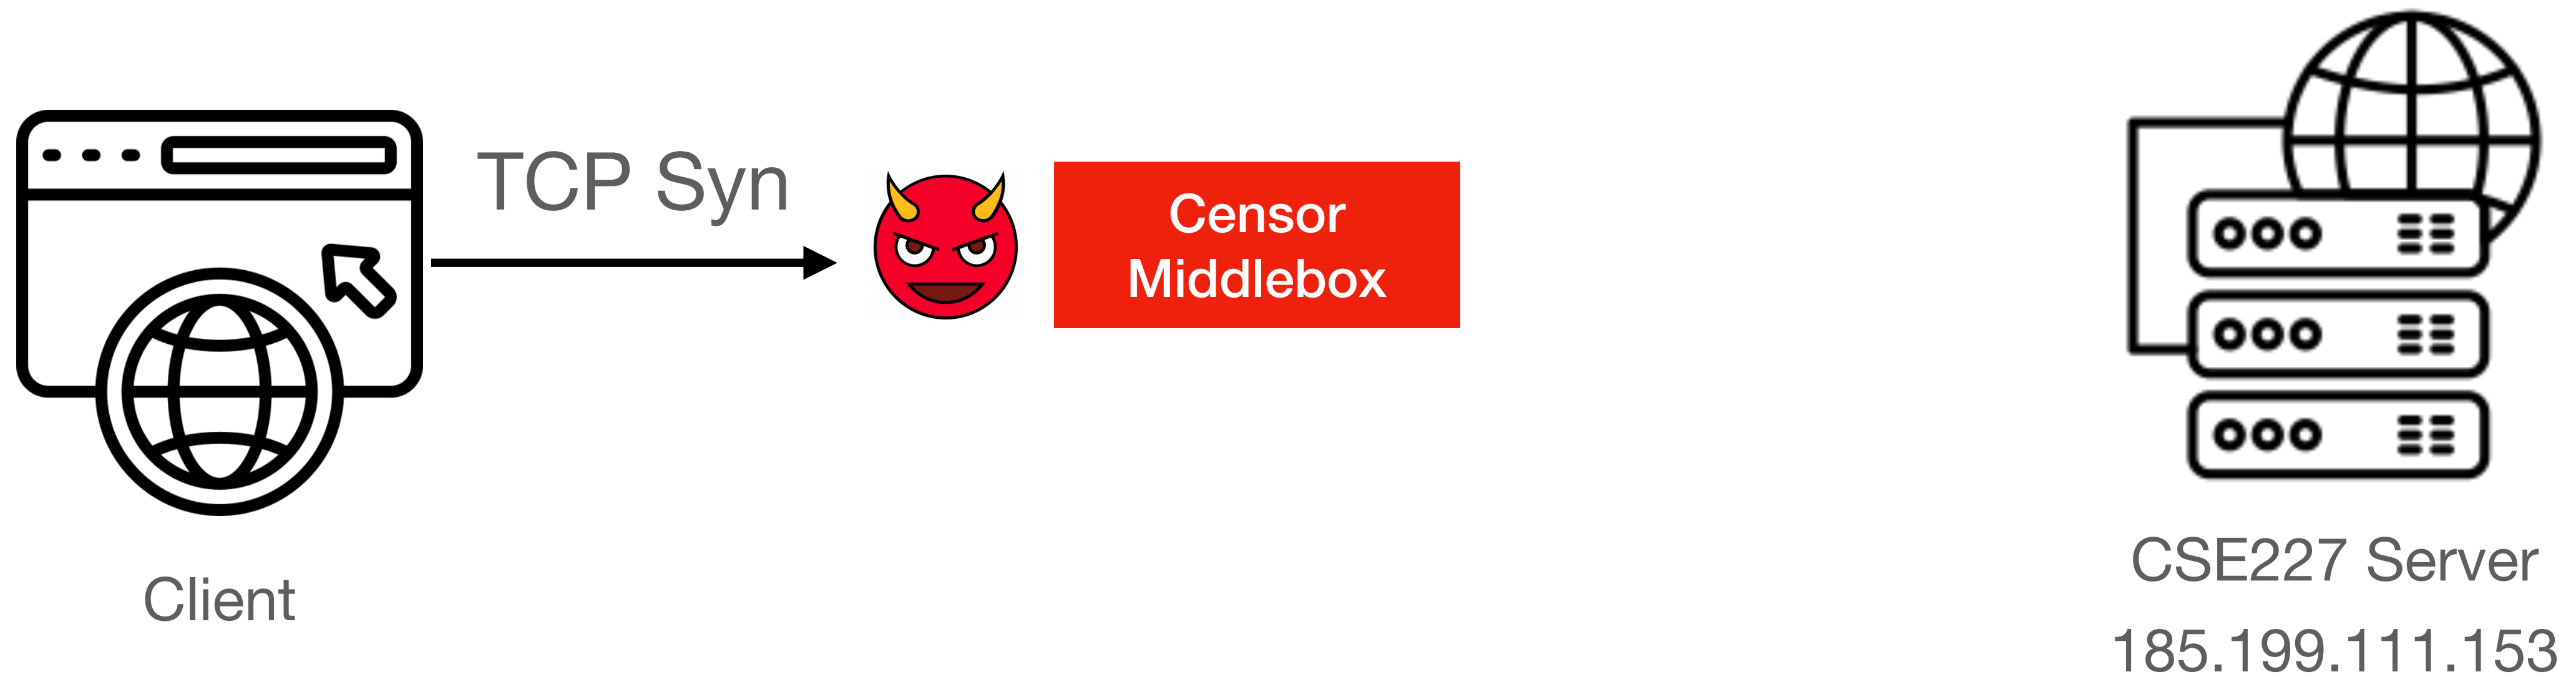 TCP Syn
Censor
Middlebox
Client
CSE227 Server
185.199.111.153